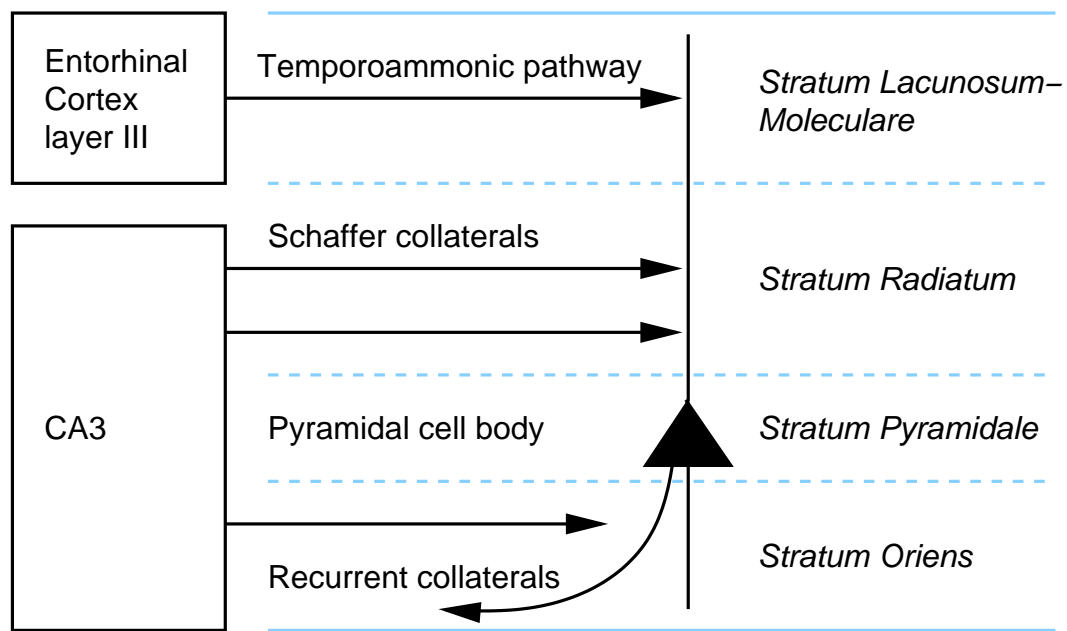 Entorhinal
Cortex
layer III
Temporoammonic pathway
Stratum Lacunosum–
Moleculare
Schaffer collaterals
Stratum Radiatum
CA3
Pyramidal cell body
Stratum Pyramidale
Recurrent collaterals
Stratum Oriens